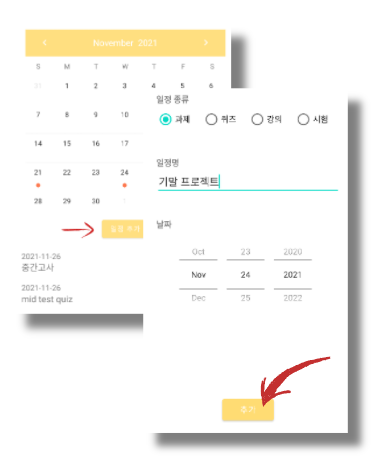 < November 2021 >
S M T W T F S
31 1 2 3 4 5 6
7 8 9 10
14 15 16 17
21 22 23 24
28 29 30 1
일정 추가
2021-11-26
중간고사
2021-11-26
mid test quiz
일정 종류
과제 퀴즈 강의 시험
일정명
기말 프로젝트
날짜
Oct 23 2020
Nov 24 2021
Dec 25 2022
추가